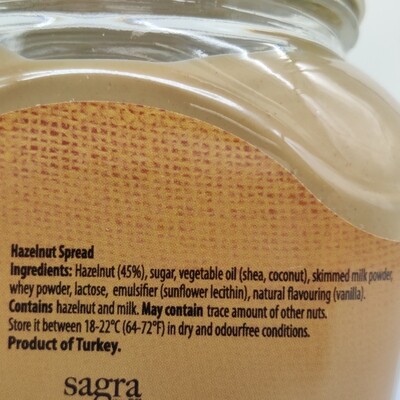 Hazelnut Spread
Ingredients: Hazelnut (45%), sugar, vegetable oil (shea, coconut), skimmed milk powder,
whey powder, lactose, emulsifier (sunflower lecithin), natural flavouring (vanilla).
Contains hazelnut and milk. May contain trace amount of other nuts.
Store it between 18-22°C (64-72°F) in dry and odourfree conditions.
Product of Turkey.
sagra